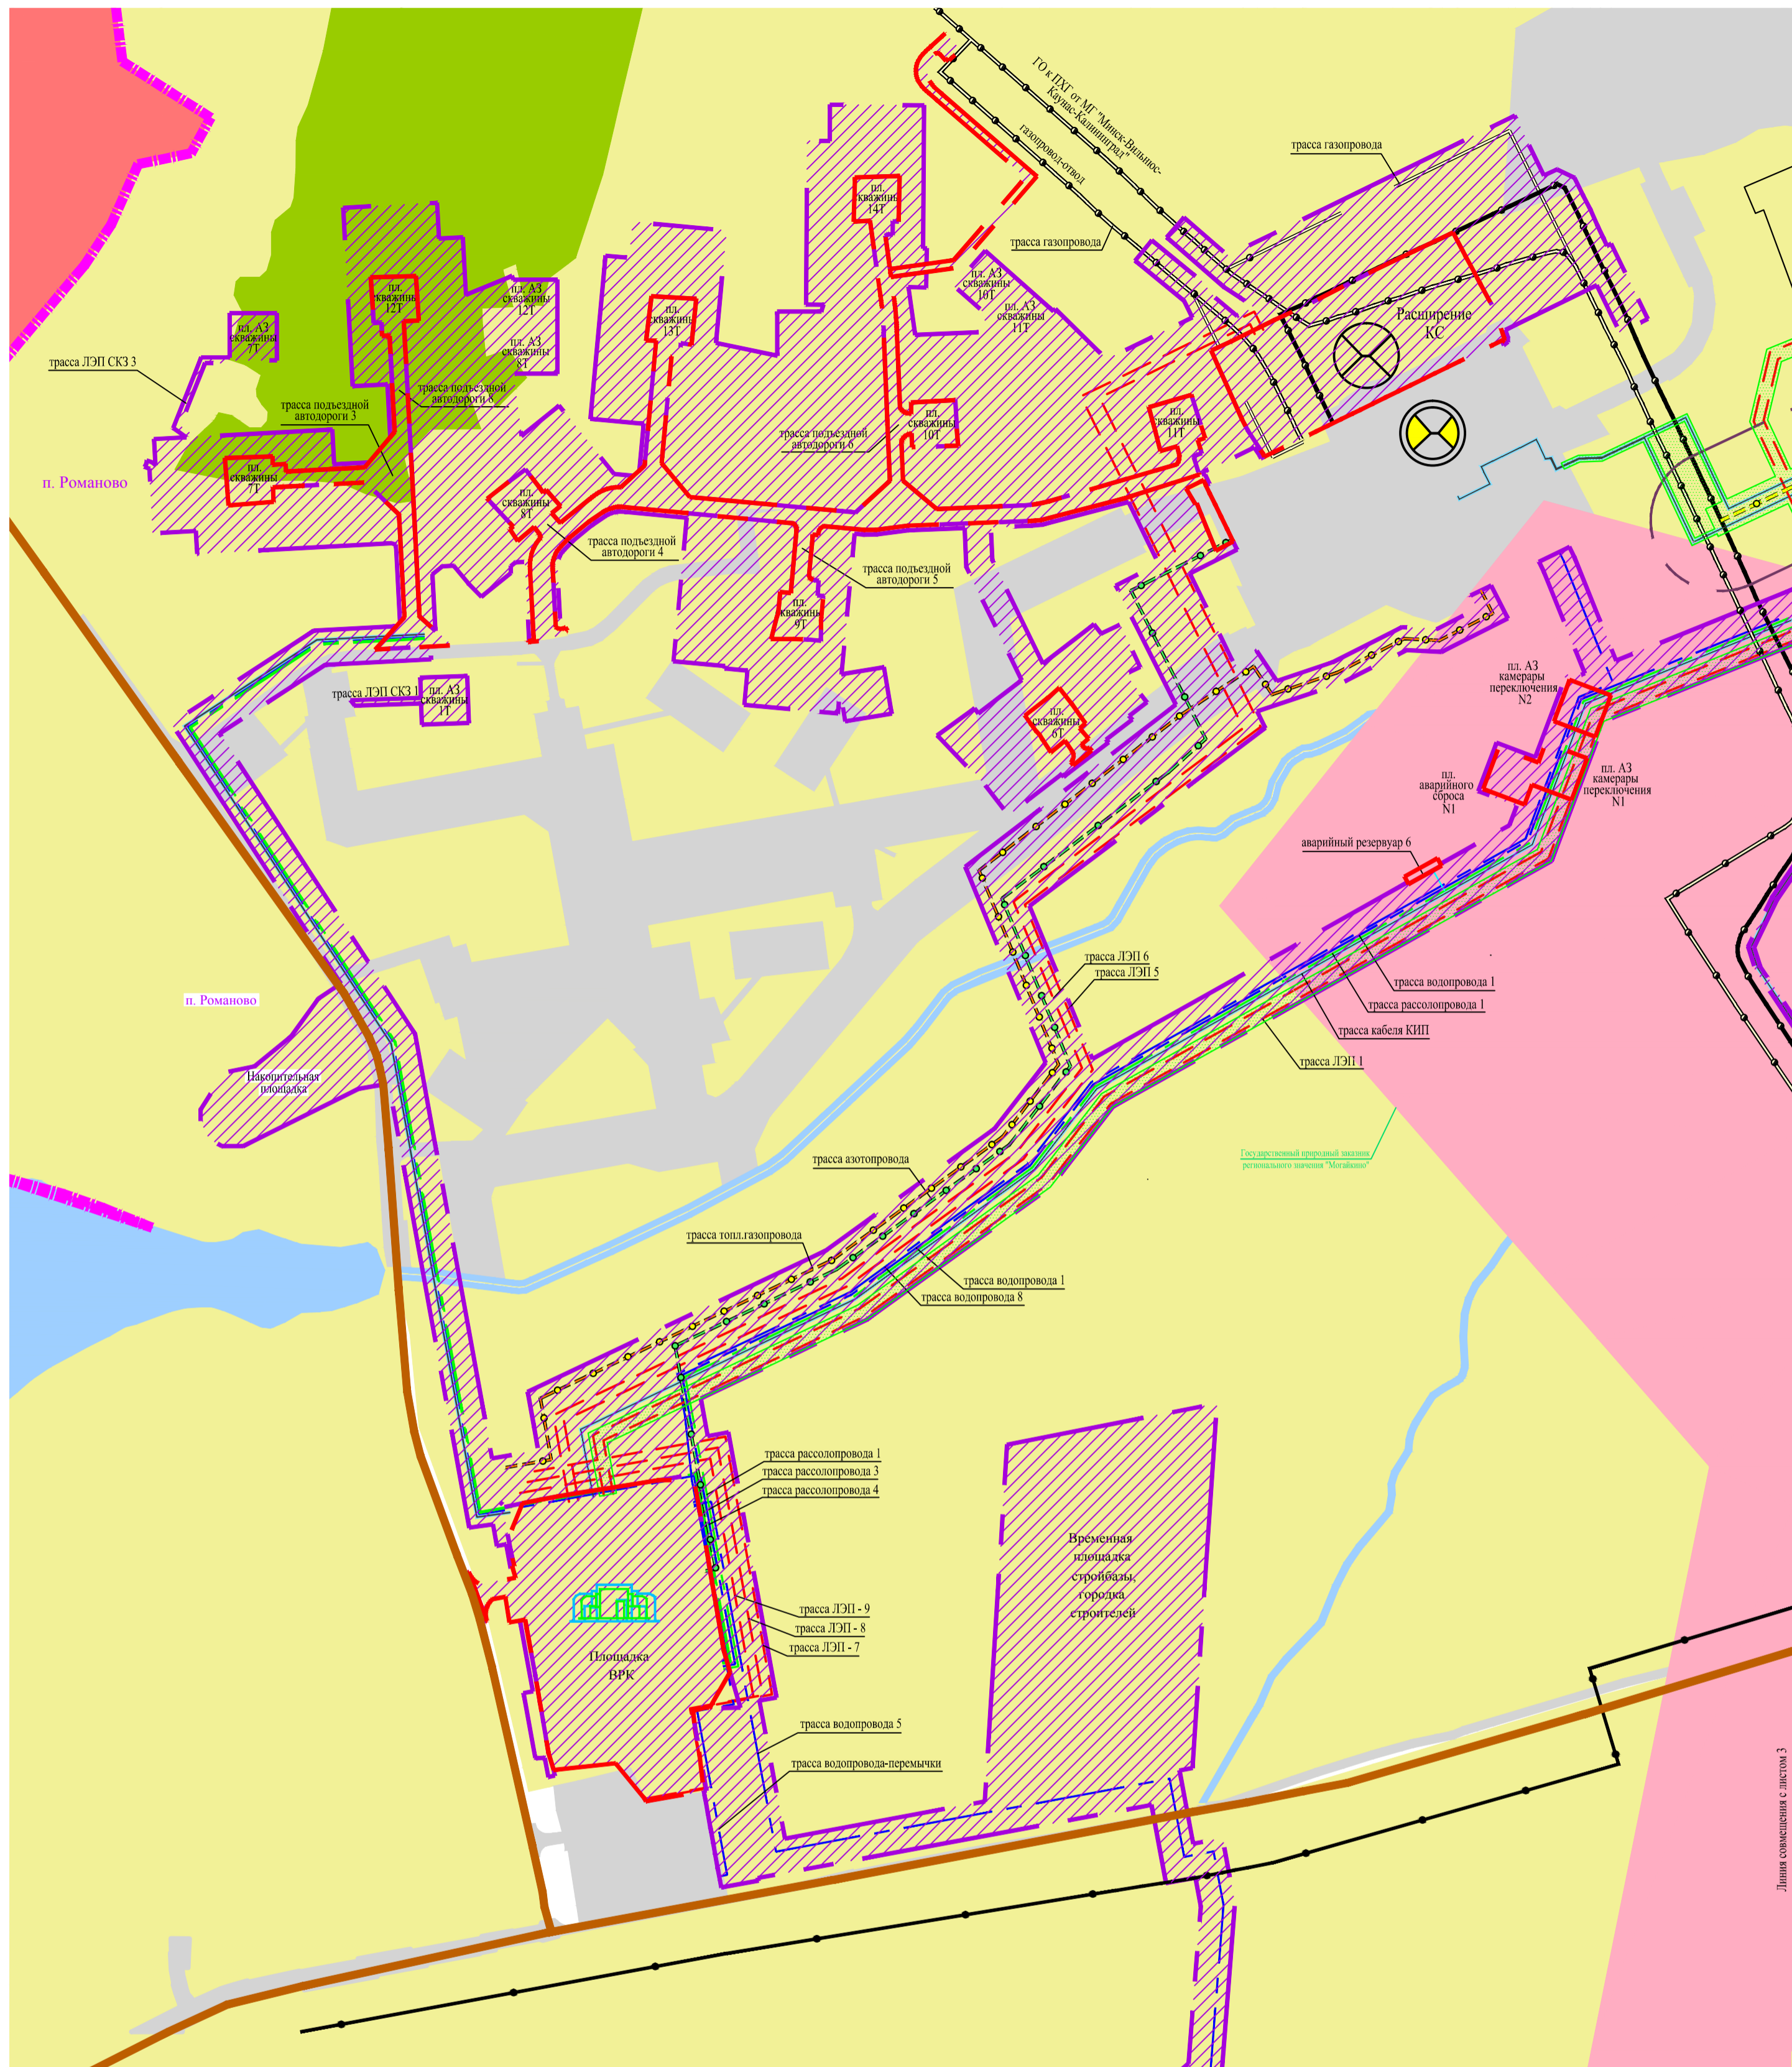 ГО к ПХГ от МГ "Минск-Вильнюс-
Каунас-Калининград"
газопровод-отвод
трасса газопровода
трасса газопровода
пл.
скважины
14Т
пл. АЗ
скважины
10Т
пл. АЗ
скважины
11Т
пл.
скважины
12Т
пл. АЗ
скважины
12Т
пл. АЗ
скважины
8Т
пл.
скважины
13Т
Расширение
КС
пл. АЗ
скважины
7Т
трасса ЛЭП СКЗ 3
трасса подъездной
автодороги 8
трасса подъездной
автодороги 3
трасса подъездной
автодороги 6
пл.
скважины
10Т
пл.
скважины
11Т
п. Романово
пл.
скважины
7Т
пл.
скважины
8Т
трасса подъездной
автодороги 4
трасса подъездной
автодороги 5
пл.
скважины
9Т
трасса ЛЭП СКЗ 1
пл. АЗ
скважины
1Т
пл.
скважины
6Т
пл. АЗ
камерары
переключения
N2
пл.
аварийного
сброса
N1
пл. АЗ
камерары
переключения
N1
аварийный резервуар 6
трасса ЛЭП 6
трасса ЛЭП 5
трасса водопровода 1
трасса рассолопровода 1
трасса кабеля КИП
трасса ЛЭП 1
п. Романово
Накопительная
площадка
Государственный природный заказник
регионального значения "Могайкино"
трасса азотопровода
трасса топл.газопровода
трасса водопровода 1
трасса водопровода 8
трасса рассолопровода 1
трасса рассолопровода 3
трасса рассолопровода 4
Временная
площадка
стройбазы,
городка
строителей
трасса ЛЭП - 9
трасса ЛЭП - 8
трасса ЛЭП - 7
Площадка
ВРК
трасса водопровода 5
трасса водопровода-перемычки
Линия совмещения с листом 3